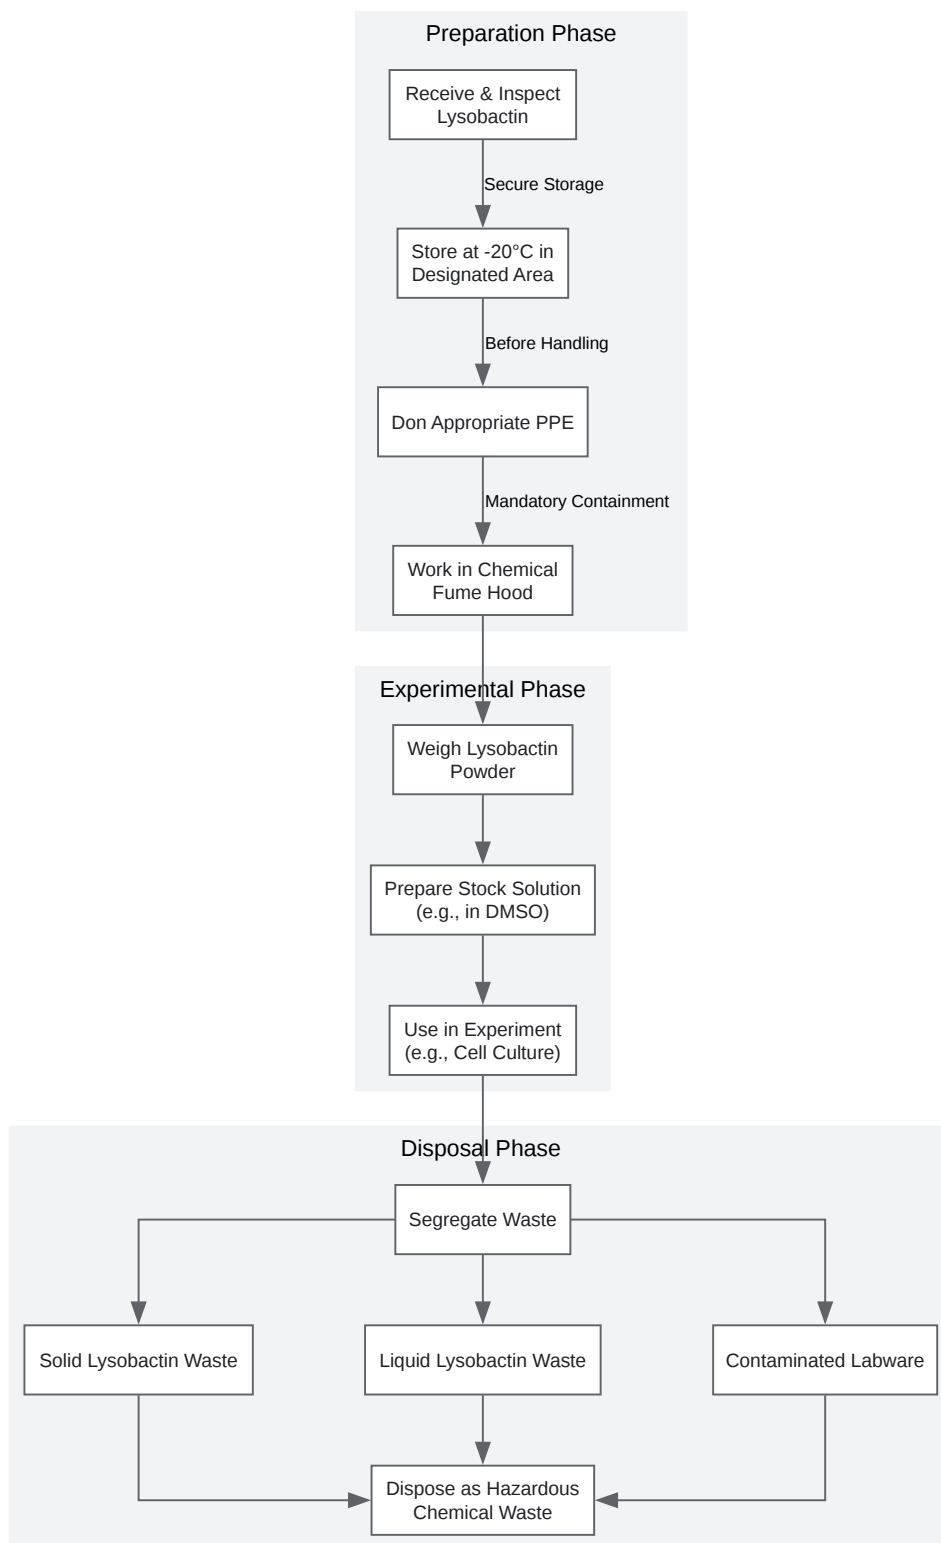 Preparation Phase
Receive & Inspect
Lysobactin
Secure Storage
Store at -20°C in
Designated Area
Before Handling
Don Appropriate PPE
Mandatory Containment
Work in Chemical
Fume Hood
Experimental Phase
Weigh Lysobactin
Powder
Prepare Stock Solution
(e.g., in DMSO)
Use in Experiment
(e.g., Cell Culture)
Disposal Phase
Segregate Waste
Solid Lysobactin Waste
Liquid Lysobactin Waste
Contaminated Labware
Dispose as Hazardous
Chemical Waste